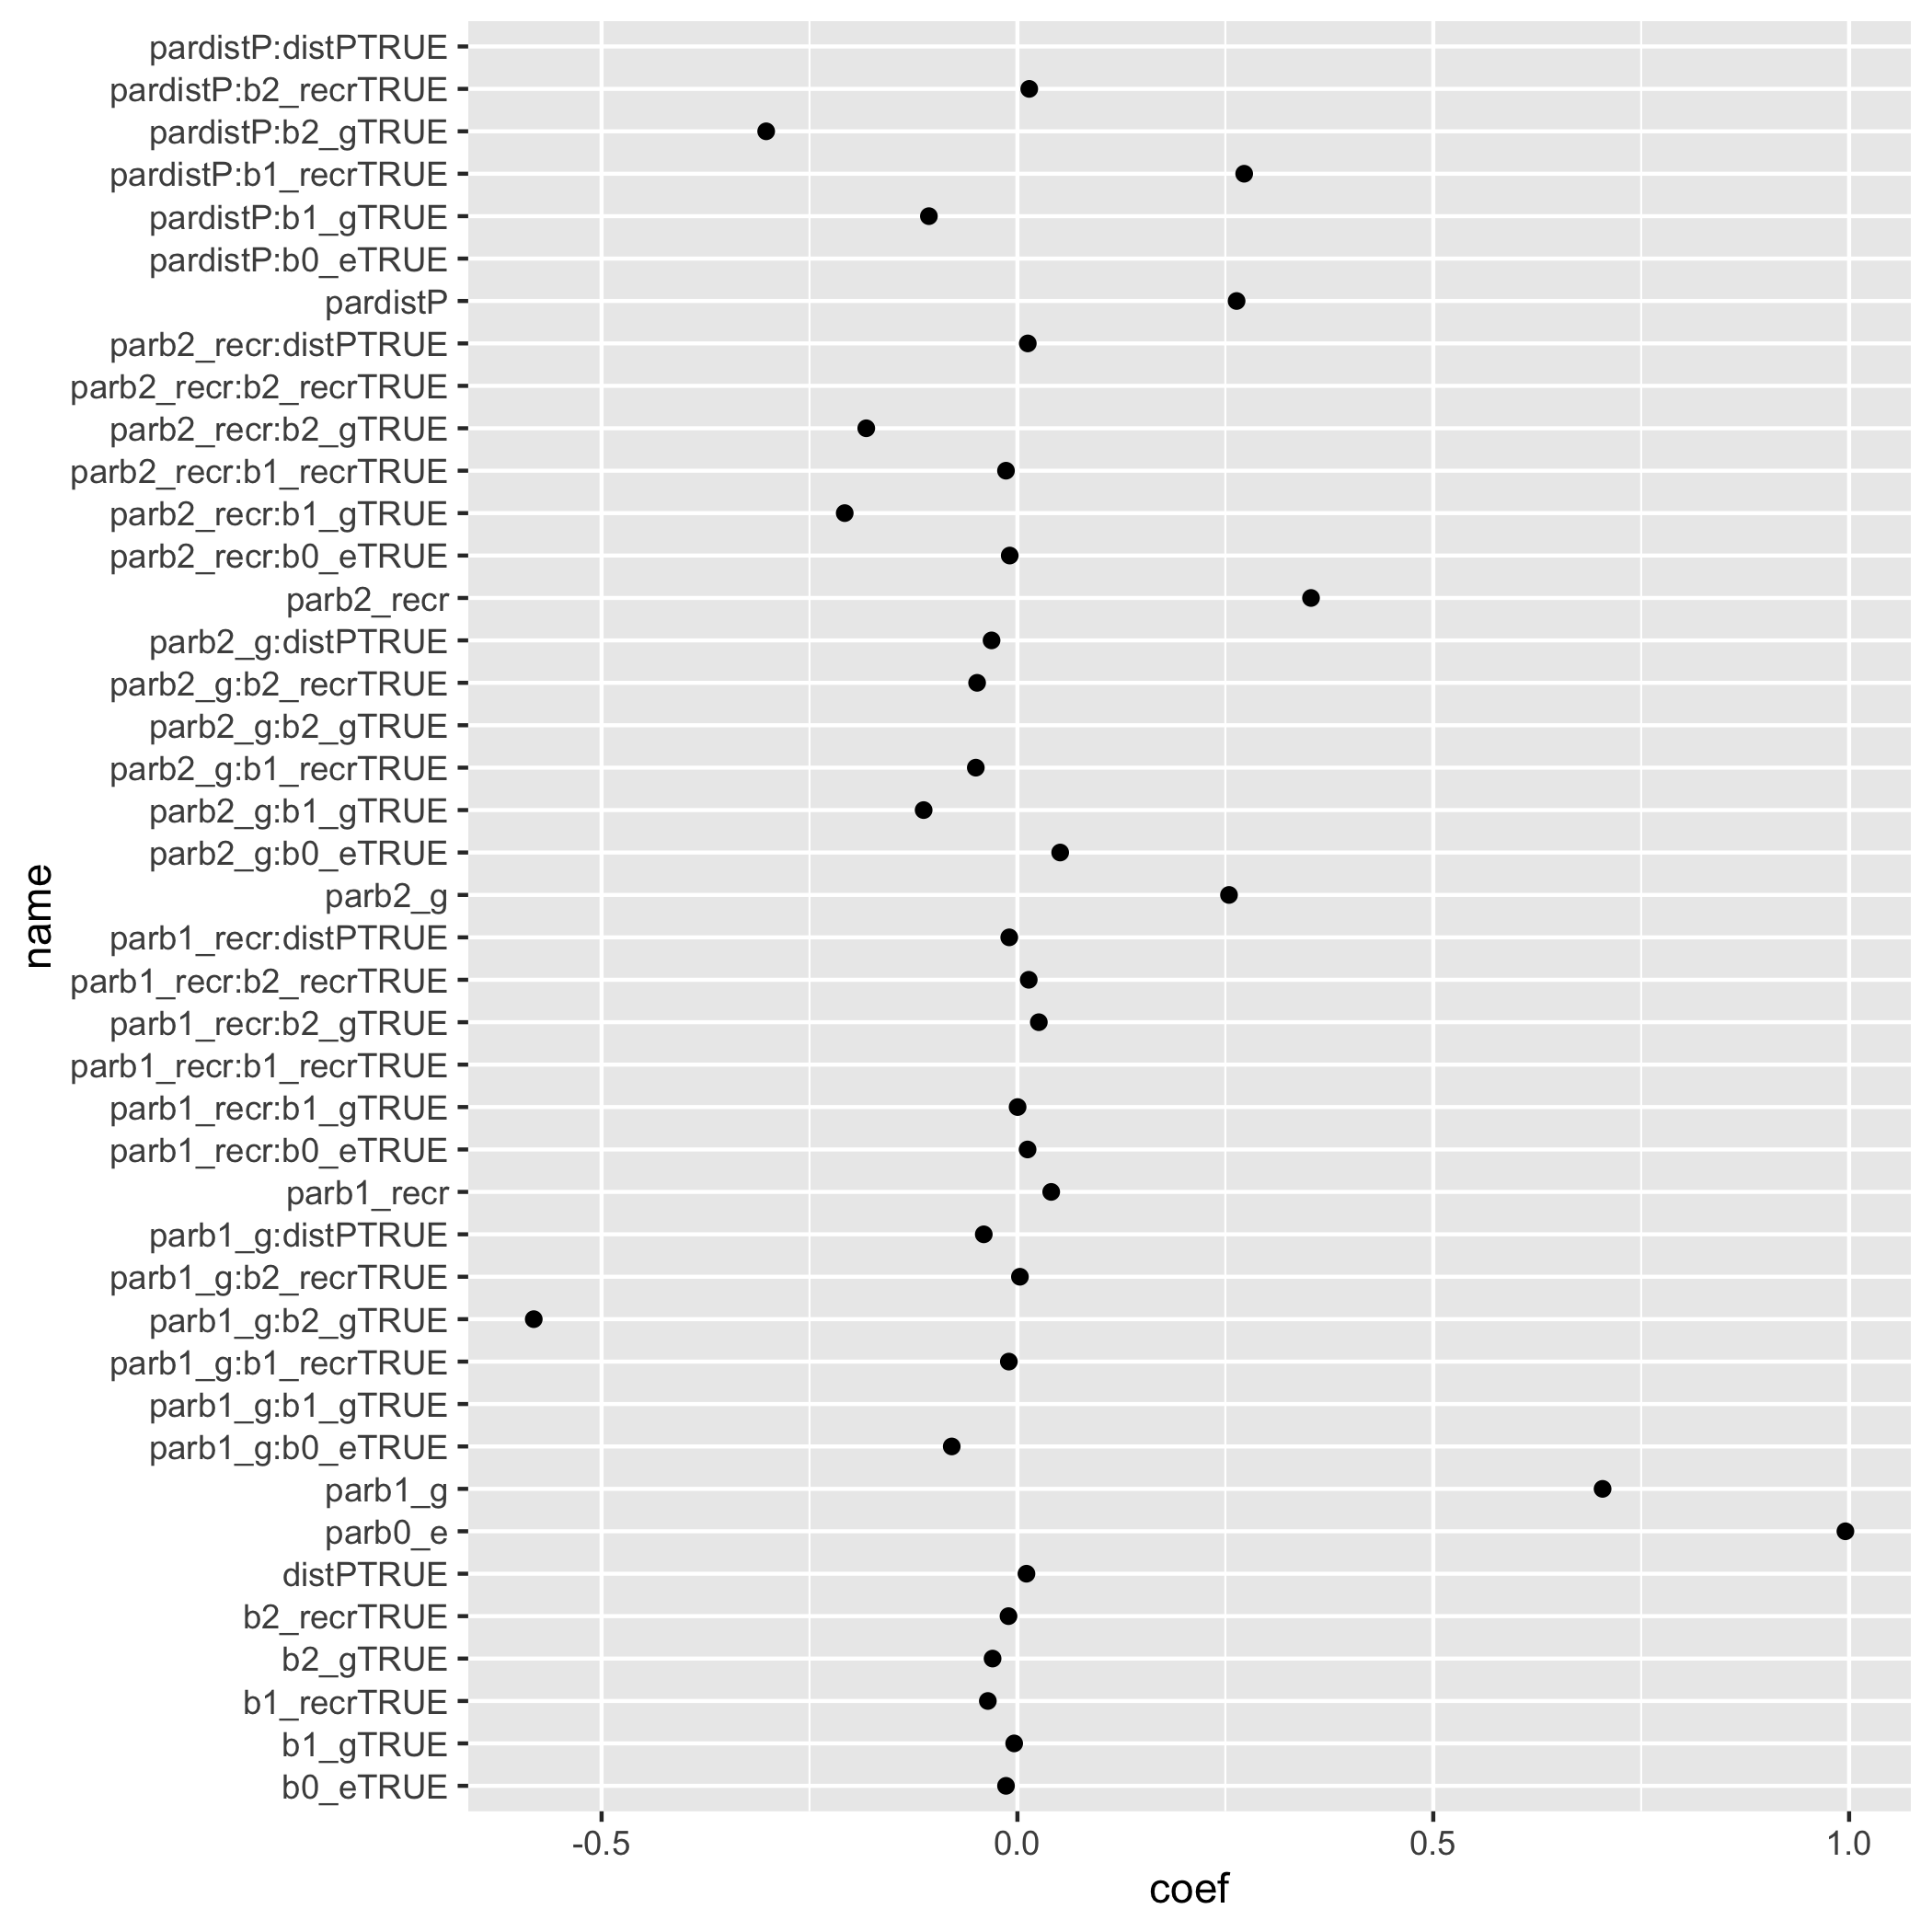 pardistP:distPTRUE
pardistP:b2_recrTRUE
pardistP:b2_gTRUE
pardistP:b1_recrTRUE
pardistP:b1_gTRUE
pardistP:b0_eTRUE
pardistP
parb2_recr:distPTRUE
parb2_recr:b2_recrTRUE
parb2_recr:b2_gTRUE
parb2_recr:b1_recrTRUE
parb2_recr:b1_gTRUE
parb2_recr:b0_eTRUE
parb2_recr
parb2_g:distPTRUE
parb2_g:b2_recrTRUE
parb2_g:b2_gTRUE
parb2_g:b1_recrTRUE
parb2_g:b1_gTRUE
parb2_g:b0_eTRUE
parb2_g
parb1_recr:distPTRUE
parb1_recr:b2_recrTRUE
parb1_recr:b2_gTRUE
parb1_recr:b1_recrTRUE
parb1_recr:b1_gTRUE
parb1_recr:b0_eTRUE
parb1_recr
parb1_g:distPTRUE
parb1_g:b2_recrTRUE
parb1_g:b2_gTRUE
parb1_g:b1_recrTRUE
parb1_g:b1_gTRUE
parb1_g:b0_eTRUE
parb1_g
parb0_e
distPTRUE
b2_recrTRUE
b2_gTRUE
b1_recrTRUE
b1_gTRUE
b0_eTRUE
name
-0.5 0.0 0.5 1.0
coef